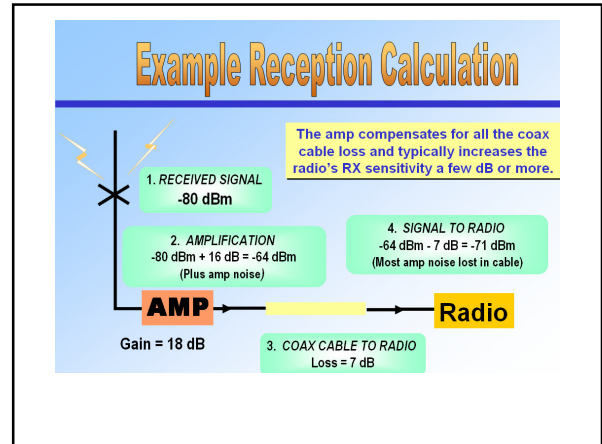 Example Reception Calculation
The amp compensates for all the coax
cable loss and typically increases the
radio's RX sensitivity a few dB or more.
1. RECEIVED SIGNAL
-80 dBm
2. AMPLIFICATION
-80 dBm + 16 dB = -64 dBm
(Plus amp noise)
4. SIGNAL TO RADIO
-64 dBm - 7 dB = -71 dBm
(Most amp noise lost in cable)
AMP
Radio
Gain = 18 dB
3. COAX CABLE TO RADIO
Loss = 7 dB